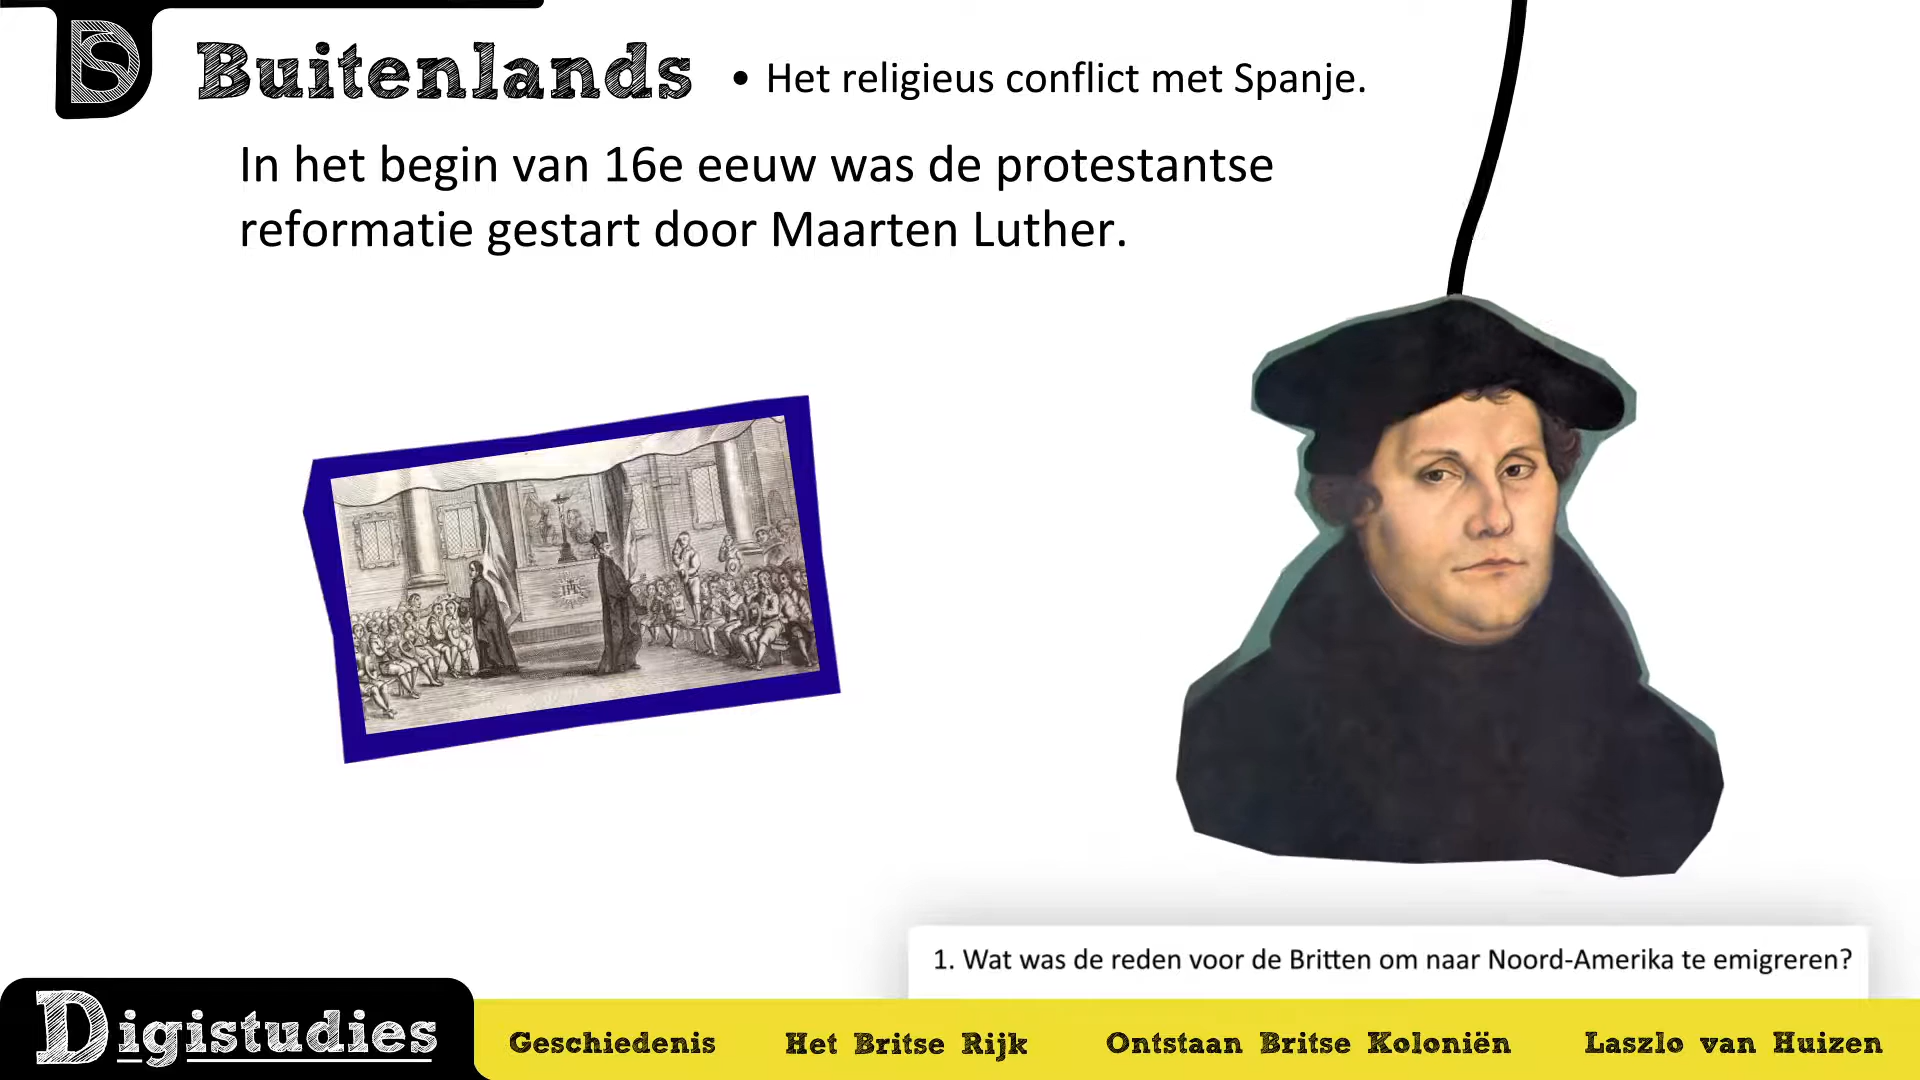 DS
Buitenlands
• Het religieus conflict met Spanje.
In het begin van 16e eeuw was de protestantse
reformatie gestart door Maarten Luther.
1. Wat was de reden voor de Britten om naar Noord-Amerika te emigreren?
Digistudies
Geschiedenis
Het Britse Rijk
Ontstaan Britse Koloniën
Laszlo van Huizen